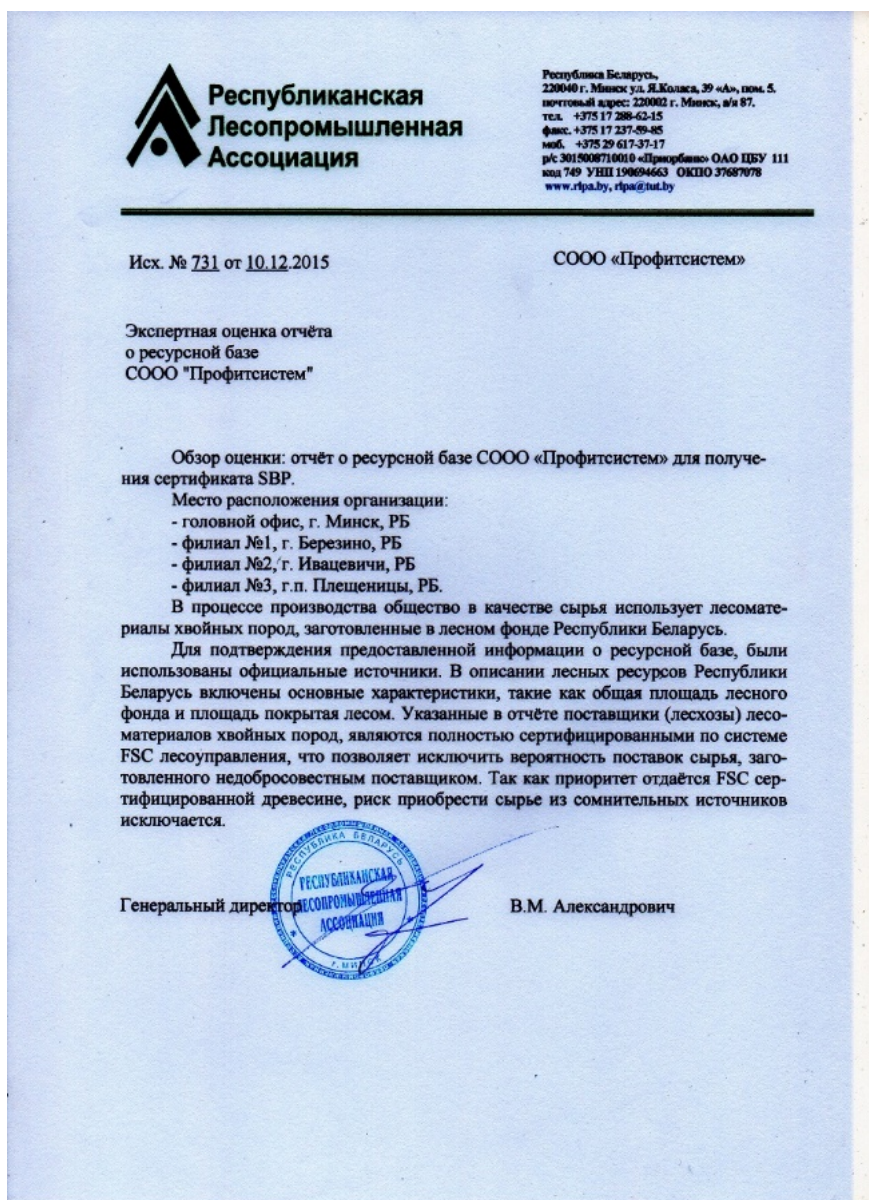 Республиканская
Лесопромышленная
Ассоциация
Республика Беларусь,
220040 г. Минск ул. Я.Коласа, 39 «А», пом. 5.
почтовый адрес: 220002 г. Минск, а/я 87.
тел. +375 17 288-62-15
факс. +375 17 237-59-85
моб. +375 29 617-37-17
р/с 3015008710010 «Приорбанк» ОАО ЦБУ 111
код 749 УНП 190694663 ОКПО 37687078
www.rlpa.by, rlpa@tut.by
Исх. № 731 от 10.12.2015
СООО «Профитсистем»
Экспертная оценка отчёта
о ресурсной базе
СООО "Профитсистем"
Обзор оценки: отчёт о ресурсной базе СООО «Профитсистем» для получе-
ния сертификата SBP.
Место расположения организации:
- головной офис, г. Минск, РБ
- филиал №1, г. Березино, РБ
- филиал №2, г. Ивацевичи, РБ
- филиал №3, г.п. Плещеницы, РБ.
В процессе производства общество в качестве сырья использует лесомате-
риалы хвойных пород, заготовленные в лесном фонде Республики Беларусь.
Для подтверждения предоставленной информации о ресурсной базе, были
использованы официальные источники. В описании лесных ресурсов Республики
Беларусь включены основные характеристики, такие как общая площадь лесного
фонда и площадь покрытая лесом. Указанные в отчёте поставщики (лесхозы) лесо-
материалов хвойных пород, являются полностью сертифицированными по системе
FSC лесоуправления, что позволяет исключить вероятность поставок сырья, заго-
товленного недобросовестным поставщиком. Так как приоритет отдаётся FSC сер-
тифицированной древесине, риск приобрести сырье из сомнительных источников
исключается.
Генеральный директор
В.М. Александрович
РЕСПУБЛИКА БЕЛАРУСЬ
РЕСПУБЛИКАНСКАЯ
ЛЕСОПРОМЫШЛЕННАЯ
АССОЦИАЦИЯ
г. МИНСК